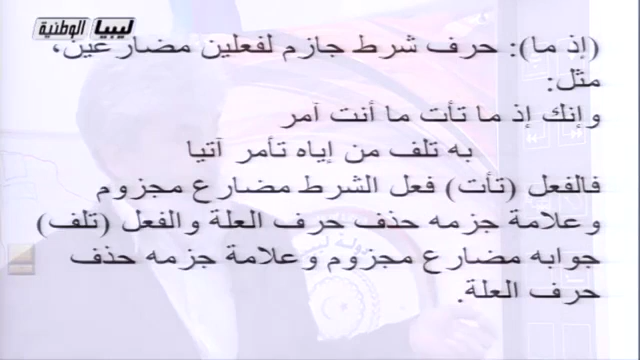 ليبيا الوطنية
(إذ ما): حرف شرط جازم لفعلين مضارعين،
مثل:
وإنك إذ ما تأت ما أنت آمر
به تلف من إياه تأمر آتيا
فالفعل (تأت) فعل الشرط مضارع مجزوم
وعلامة جزمه حذف حرف العلة والفعل (تلف)
جوابه مضارع مجزوم وعلامة جزمه حذف
حرف العلة.